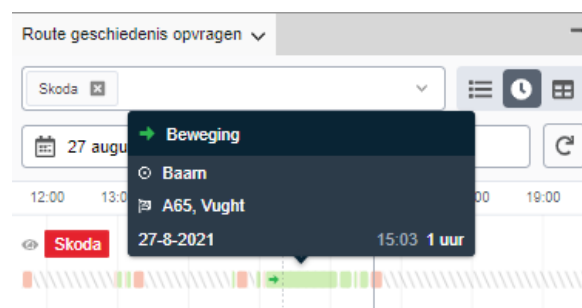 Route geschiedenis opvragen
Skoda
27 augu
Beweging
Baarn
A65, Vught
27-8-2021 15:03 1 uur
12:00 13:0 00 19:00
Skoda